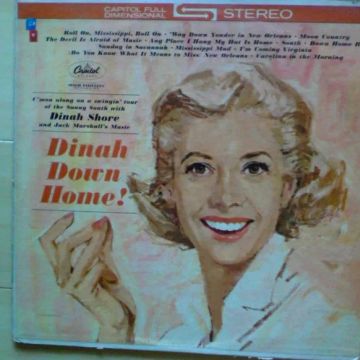 CAPITOL FULL DIMENSIONAL STEREO
Roll On, Mississippi, Roll On • 'Way Down Yonder in New Orleans • Moon Country
The Devil Is Afraid of Music • Any Place I Hang My Hat Is Home • South • Down Home R
Sunday in Savannah • Mississippi Mud • I'm Coming Virginia
Do You Know What It Means to Miss New Orleans • Carolina in the Morning
Capitol
HIGH FIDELITY
C'mon along on a swingin' tour
of the Sunny South with
Dinah Shore
and Jack Marshall's Music
Dinah
Down
Home!